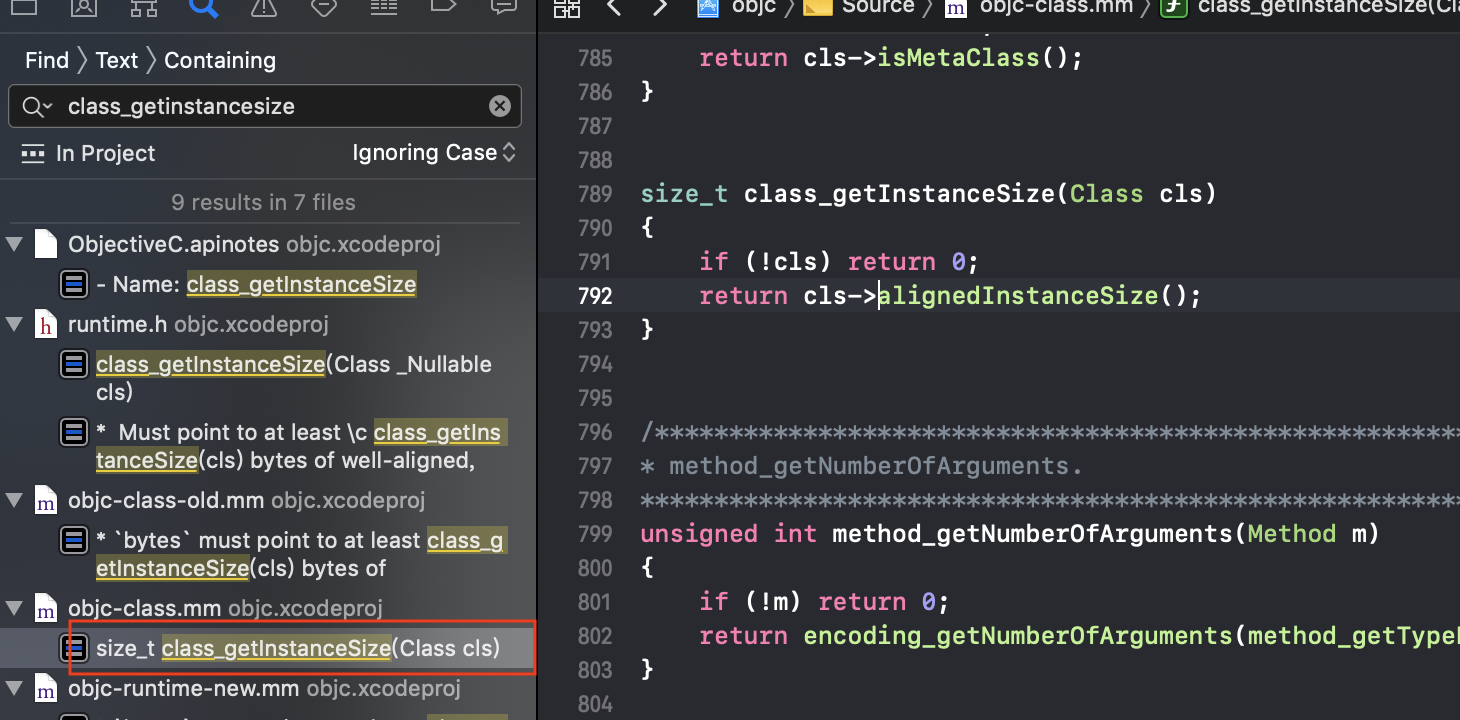 Find 〉 Text 〉 Containing
class_getinstancesize
In Project
Ignoring Case
9 results in 7 files
ObjectiveC.apinotes objc.xcodeproj
- Name: class_getInstanceSize
runtime.h objc.xcodeproj
class_getInstanceSize(Class _Nullable
cls)
* Must point to at least \c class_getIns
tanceSize(cls) bytes of well-aligned,
objc-class-old.mm objc.xcodeproj
* `bytes` must point to at least class_g
etInstanceSize(cls) bytes of
objc-class.mm objc.xcodeproj
size_t class_getInstanceSize(Class cls)
objc-runtime-new.mm objc.xcodeproj
objc 〉 Source 〉 m objc-class.mm 〉 f class_getInstanceSize(Cl
785 return cls->isMetaClass();
786 }
787
788
789 size_t class_getInstanceSize(Class cls)
790 {
791 if (!cls) return 0;
792 return cls->alignedInstanceSize();
793 }
794
795
796 /*******************************************************
797 * method_getNumberOfArguments.
798 ********************************************************
799 unsigned int method_getNumberOfArguments(Method m)
800 {
801 if (!m) return 0;
802 return encoding_getNumberOfArguments(method_getType
803 }
804